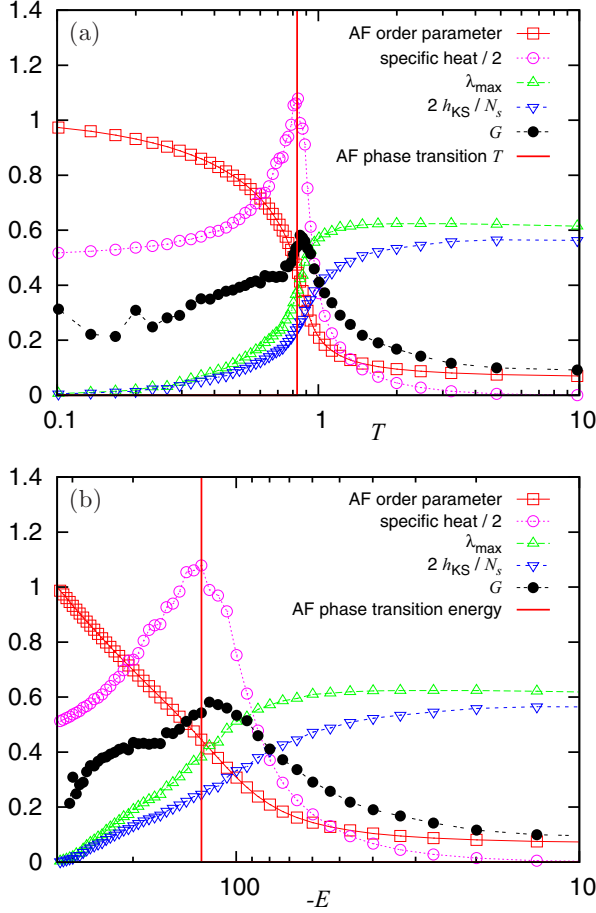 (a)
AF order parameter
specific heat / 2
λmax
2 hKS / Ns
G
AF phase transition T
1.4
1.2
1
0.8
0.6
0.4
0.2
0
0.1
1
10
T
(b)
AF order parameter
specific heat / 2
λmax
2 hKS / Ns
G
AF phase transition energy
1.4
1.2
1
0.8
0.6
0.4
0.2
0
100
10
-E